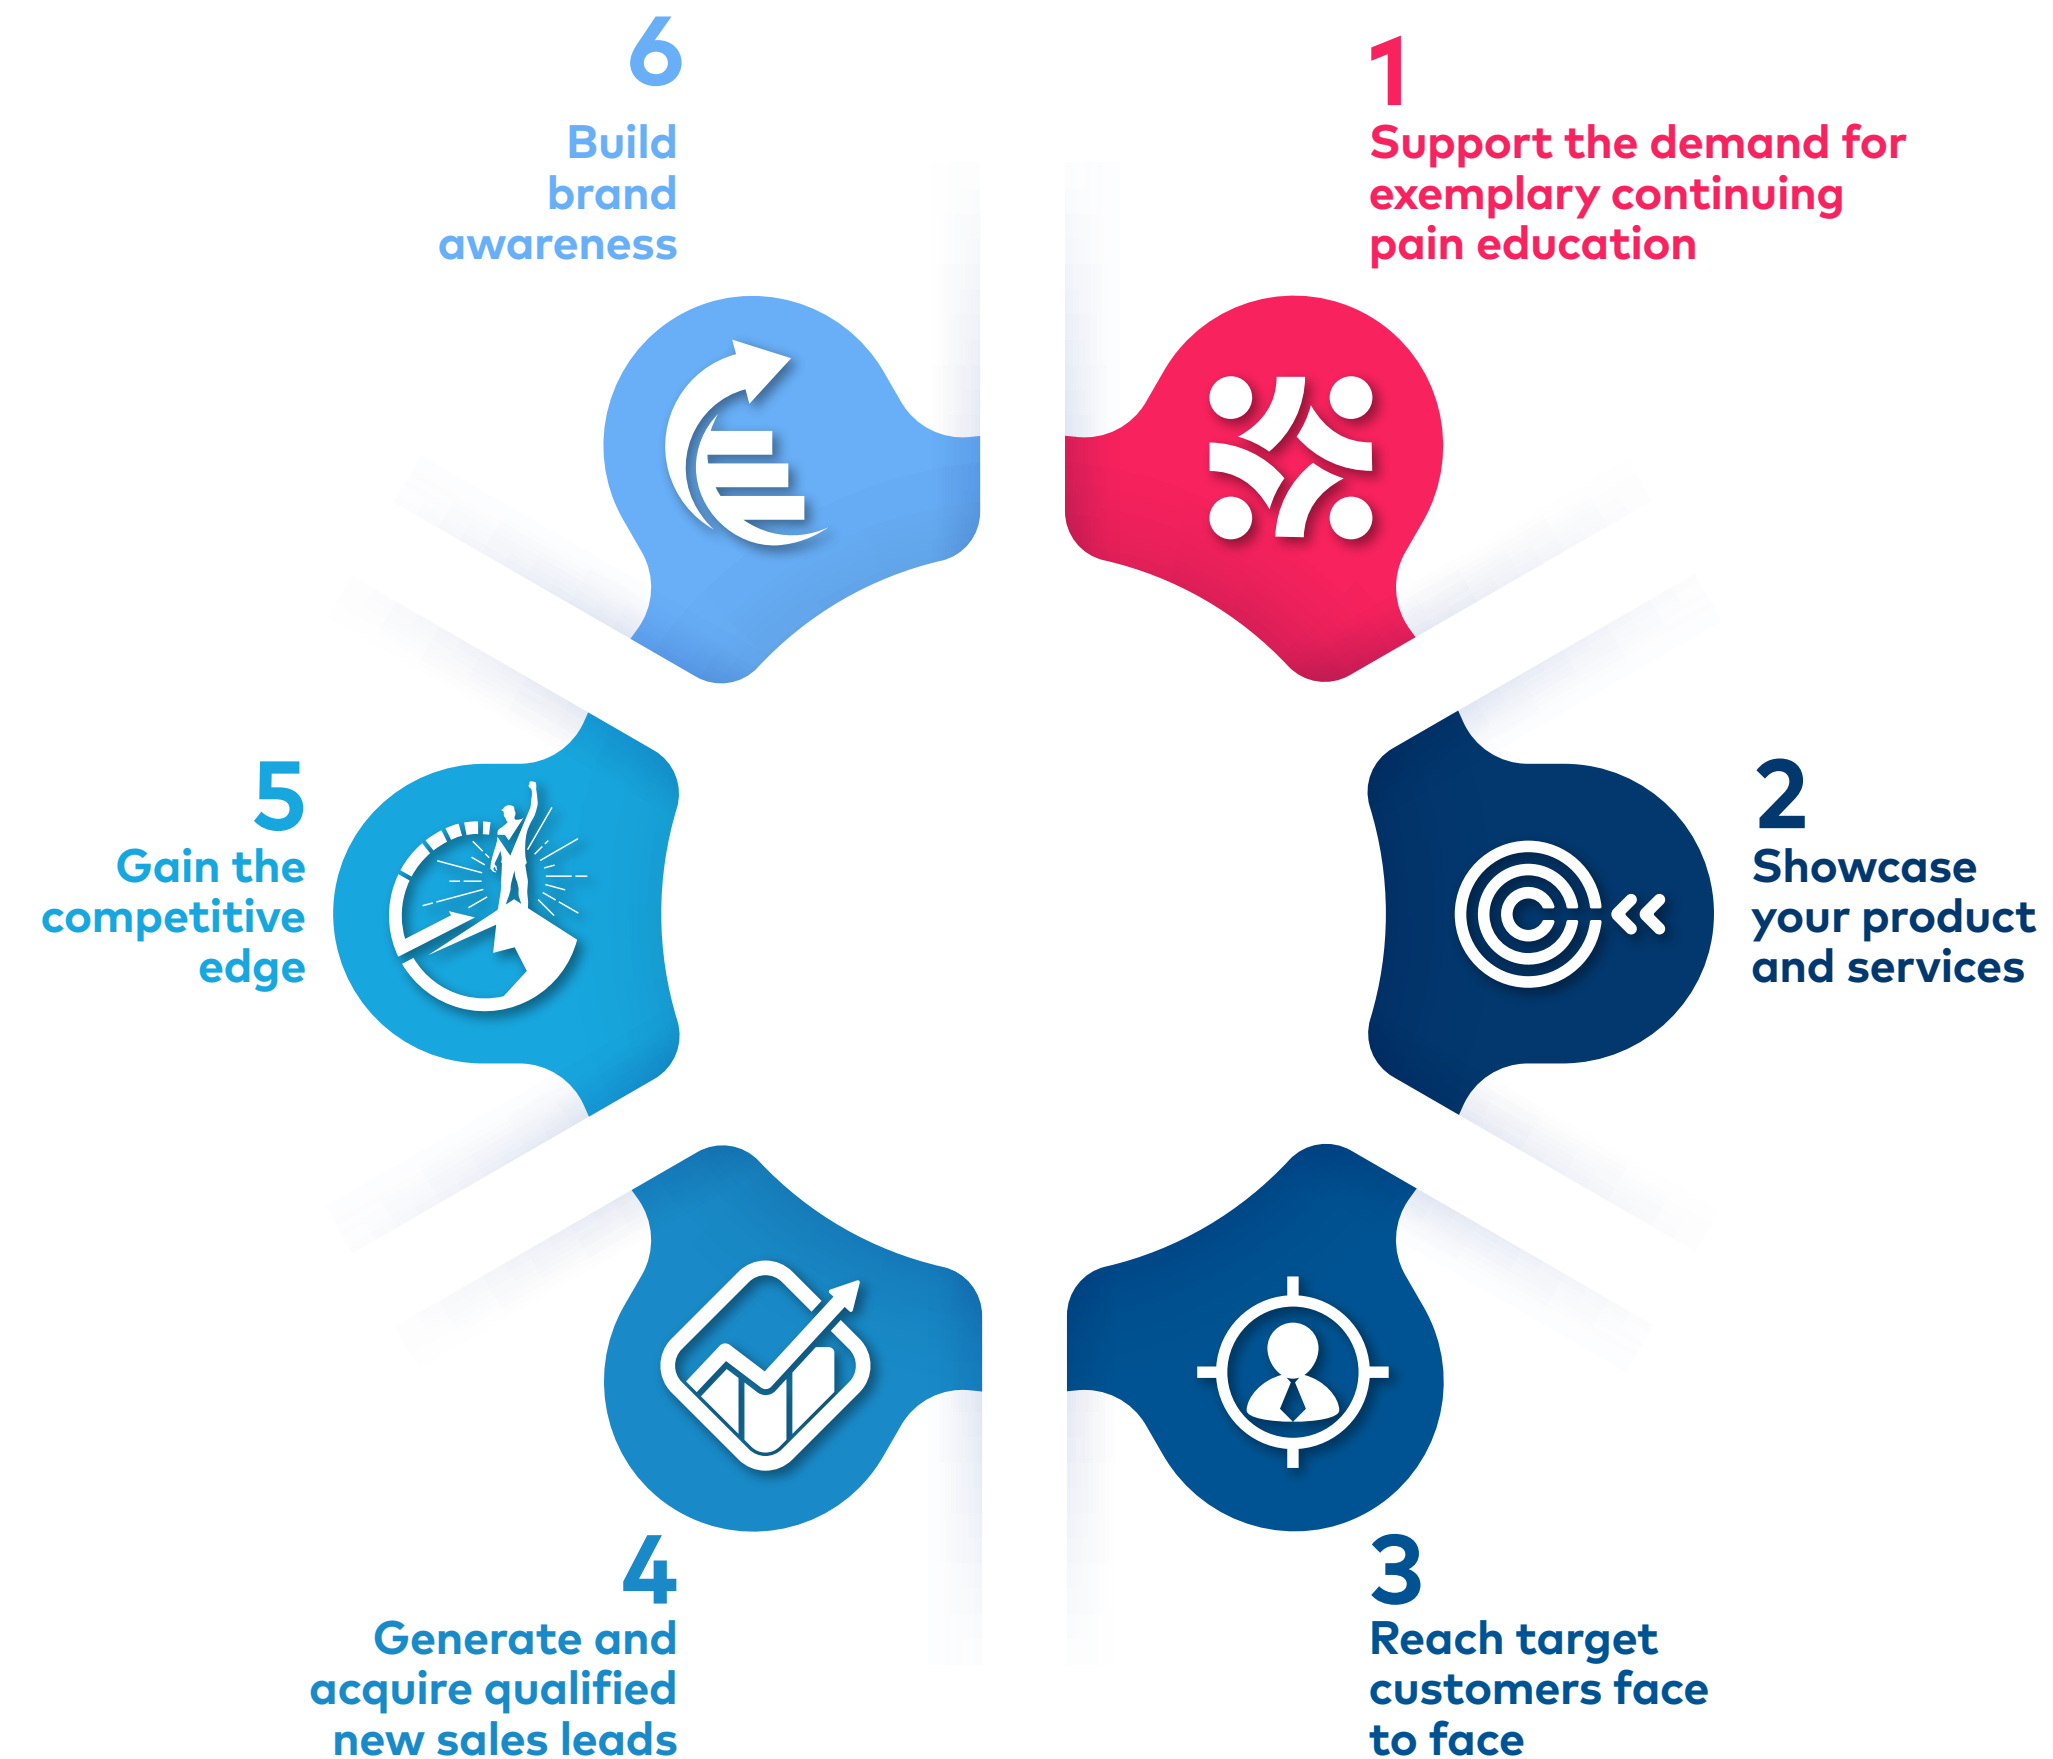 1
Support the demand for
exemplary continuing
pain education
2
Showcase
your product
and services
3
Reach target
customers face
to face
4
Generate and
acquire qualified
new sales leads
5
Gain the
competitive
edge
6
Build
brand
awareness